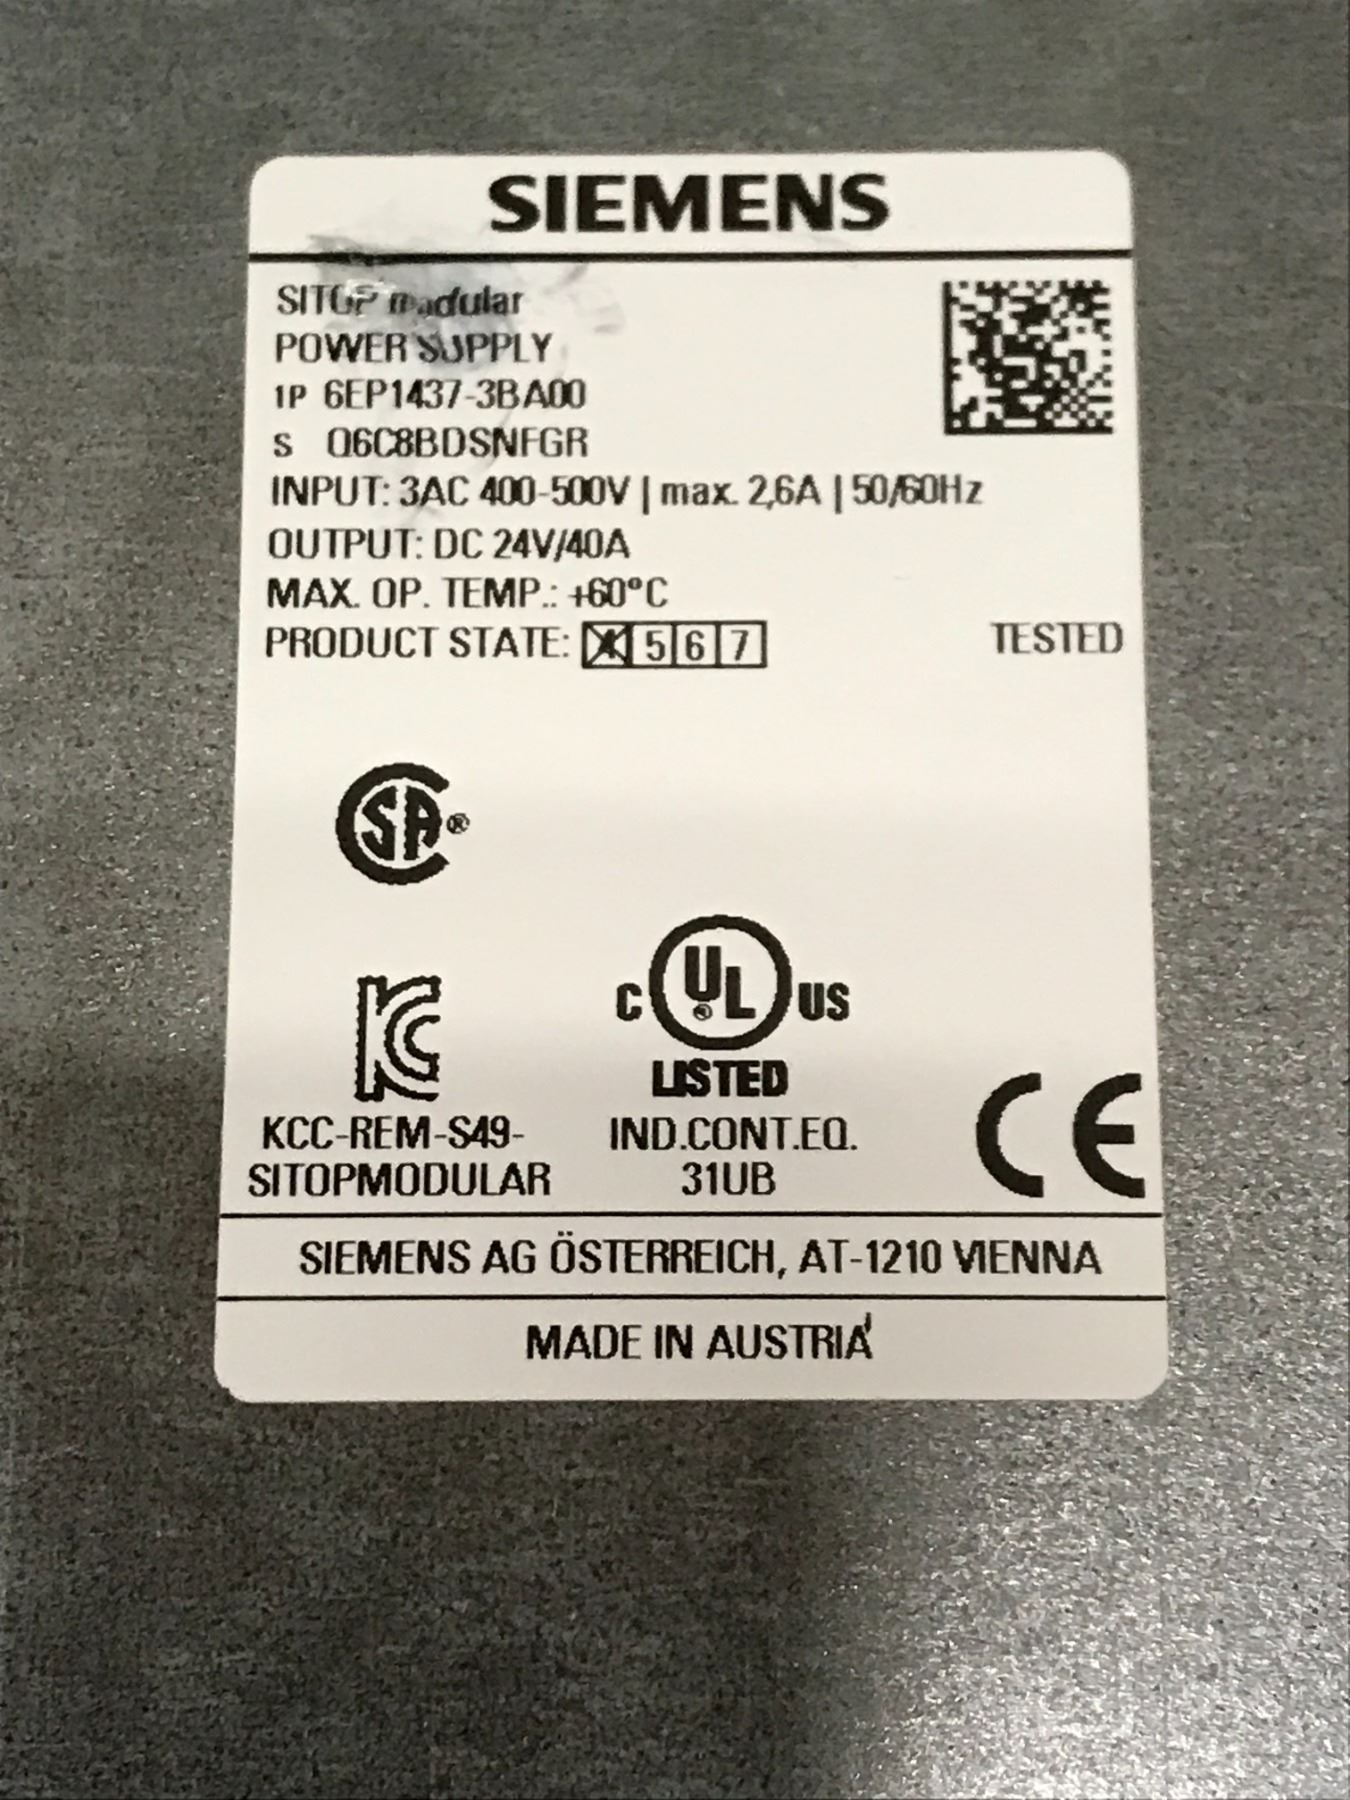 SIEMENS
SITOP modular
POWER SUPPLY
1P 6EP1437-3BA00
S Q6C8BDSNFGR
INPUT: 3AC 400-500V | max. 2,6A | 50/60Hz
OUTPUT: DC 24V/40A
MAX. OP. TEMP.: +60°C
PRODUCT STATE: 4 5 6 7 TESTED
CSA®
C UL® US
LISTED
KCC-REM-S49-
SITOPMODULAR
IND.CONT.EQ.
31UB
CE
SIEMENS AG ÖSTERREICH, AT-1210 VIENNA
MADE IN AUSTRIA